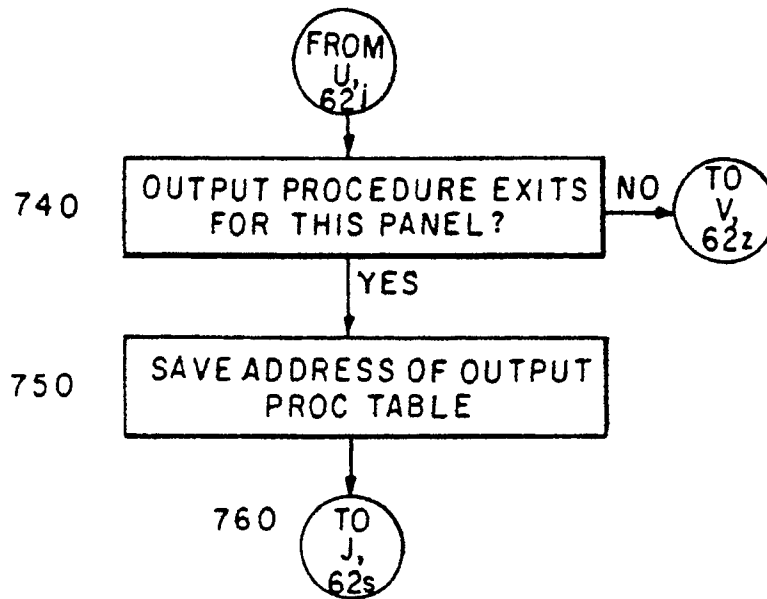 FROM
U,
62j
740
OUTPUT PROCEDURE EXITS
FOR THIS PANEL?
NO
TO
V,
62z
YES
750
SAVE ADDRESS OF OUTPUT
PROC TABLE
760
TO
J,
62s